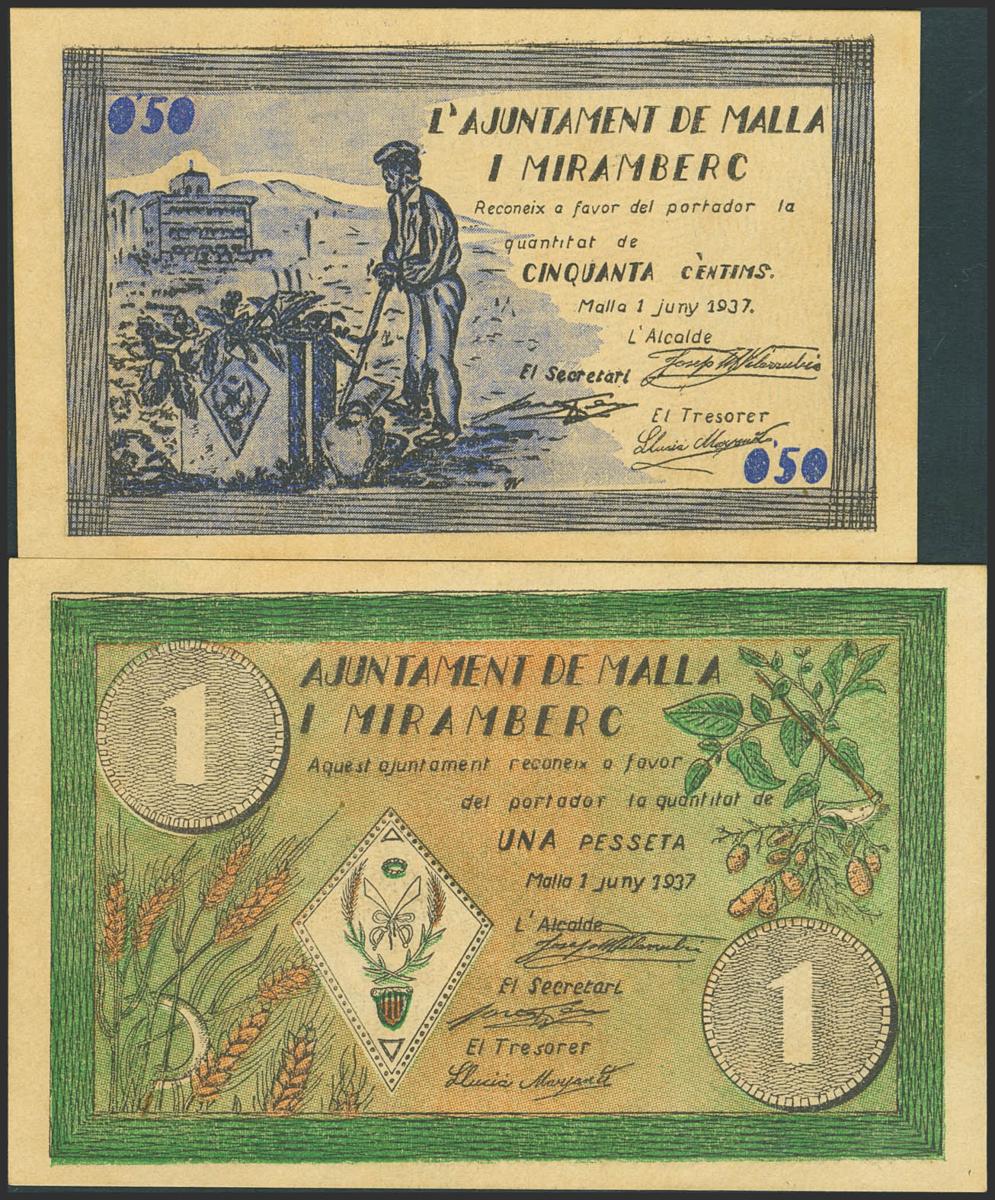 0'50
L'AJUNTAMENT DE MALLA
I MIRAMBERC
Reconeix a favor del portador la
quantitat de
CINQUANTA CÈNTIMS.
Malla 1 juny 1937.
L'Alcalde
El Secretari
El Tresorer
0'50
1
AJUNTAMENT DE MALLA
I MIRAMBERC
Aquest ajuntament reconeix a favor
del portador la quantitat de
UNA PESSETA
Malla 1 juny 1937
L'Alcalde
El Secretari
El Tresorer
1